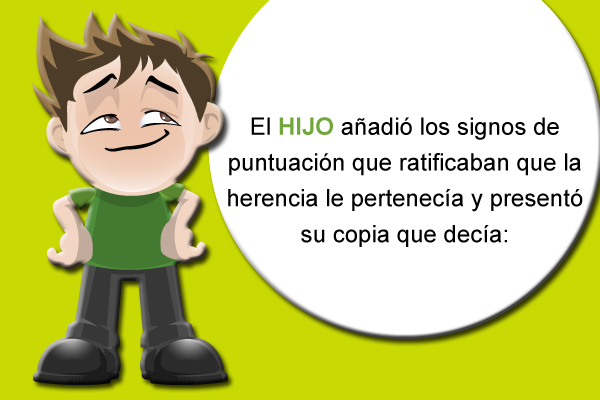 El HIJO añadió los signos de
puntuación que ratificaban que la
herencia le pertenecía y presentó
su copia que decía: